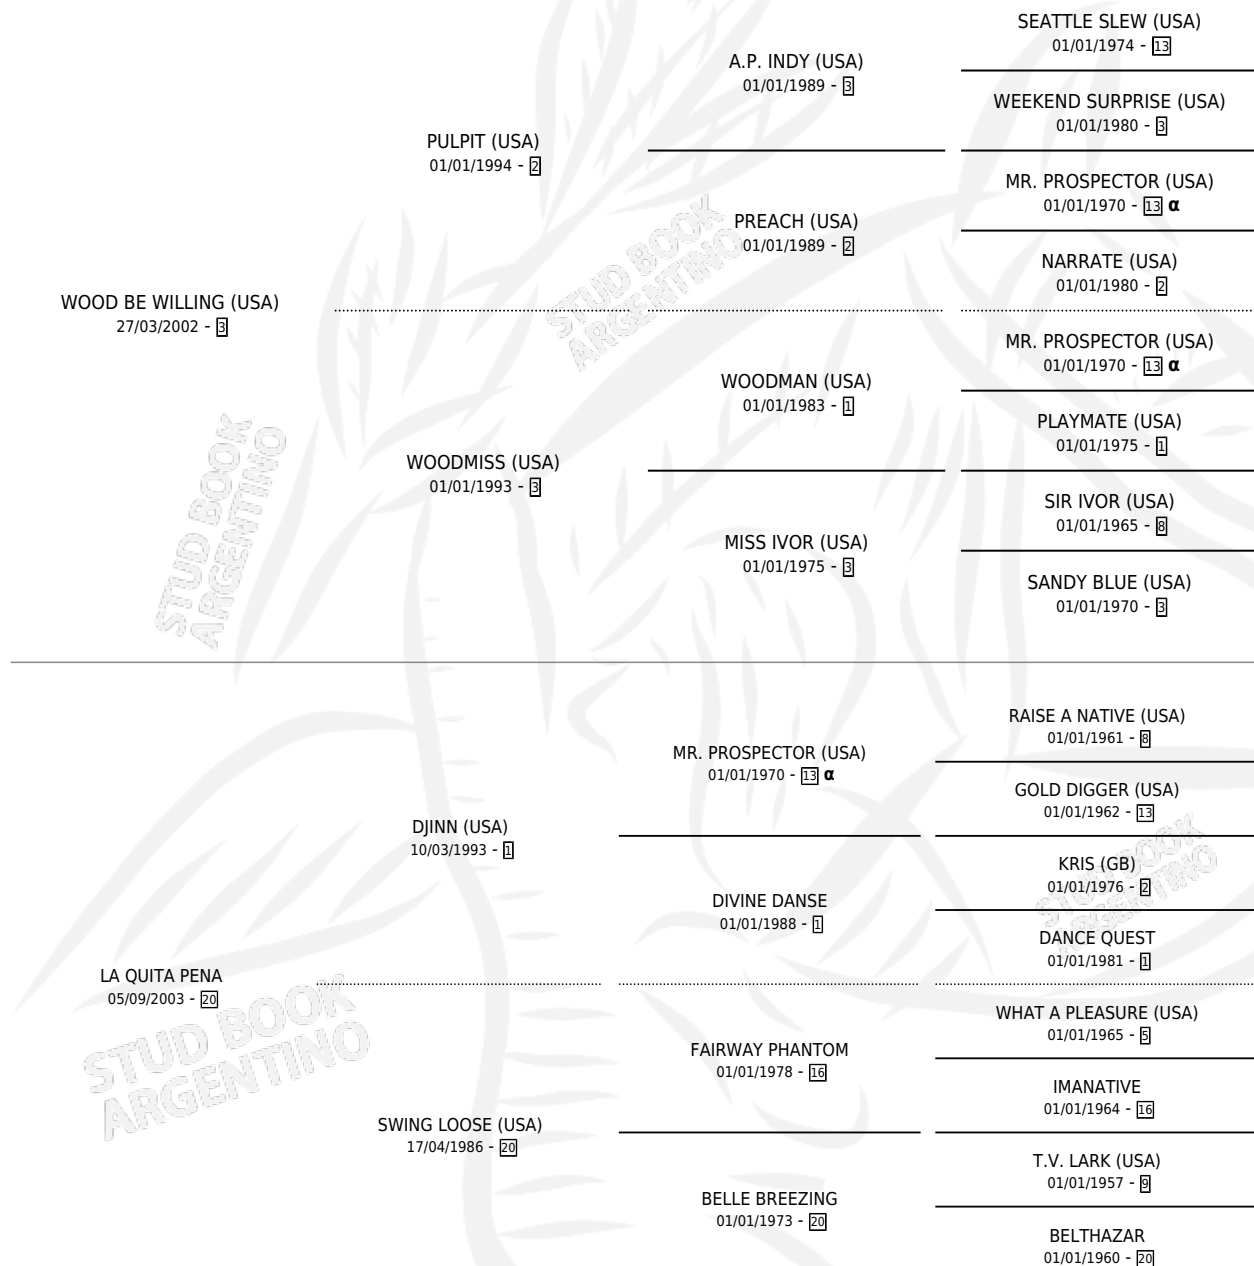 SEATTLE SLEW (USA)
01/01/1974 - 13
A.P. INDY (USA)
01/01/1989 - 3
WEEKEND SURPRISE (USA)
01/01/1980 - 3
PULPIT (USA)
01/01/1994 - 2
MR. PROSPECTOR (USA)
01/01/1970 - 13 α
PREACH (USA)
01/01/1989 - 2
NARRATE (USA)
01/01/1980 - 2
WOOD BE WILLING (USA)
27/03/2002 - 3
MR. PROSPECTOR (USA)
01/01/1970 - 13 α
WOODMAN (USA)
01/01/1983 - 1
PLAYMATE (USA)
01/01/1975 - 1
WOODMISS (USA)
01/01/1993 - 3
SIR IVOR (USA)
01/01/1965 - 8
MISS IVOR (USA)
01/01/1975 - 3
SANDY BLUE (USA)
01/01/1970 - 3
RAISE A NATIVE (USA)
01/01/1961 - 8
MR. PROSPECTOR (USA)
01/01/1970 - 13 α
GOLD DIGGER (USA)
01/01/1962 - 13
DJINN (USA)
10/03/1993 - 1
KRIS (GB)
01/01/1976 - 2
DIVINE DANSE
01/01/1988 - 1
DANCE QUEST
01/01/1981 - 1
LA QUITA PENA
05/09/2003 - 20
WHAT A PLEASURE (USA)
01/01/1965 - 5
FAIRWAY PHANTOM
01/01/1978 - 16
IMANATIVE
01/01/1964 - 16
SWING LOOSE (USA)
17/04/1986 - 20
T.V. LARK (USA)
01/01/1957 - 9
BELLE BREEZING
01/01/1973 - 20
BELTHAZAR
01/01/1960 - 20
STUD BOOK
ARGENTINO
STUD BOOK
ARGENTINO
STUD BOOK
ARGENTINO
STUD BOOK
ARGENTINO